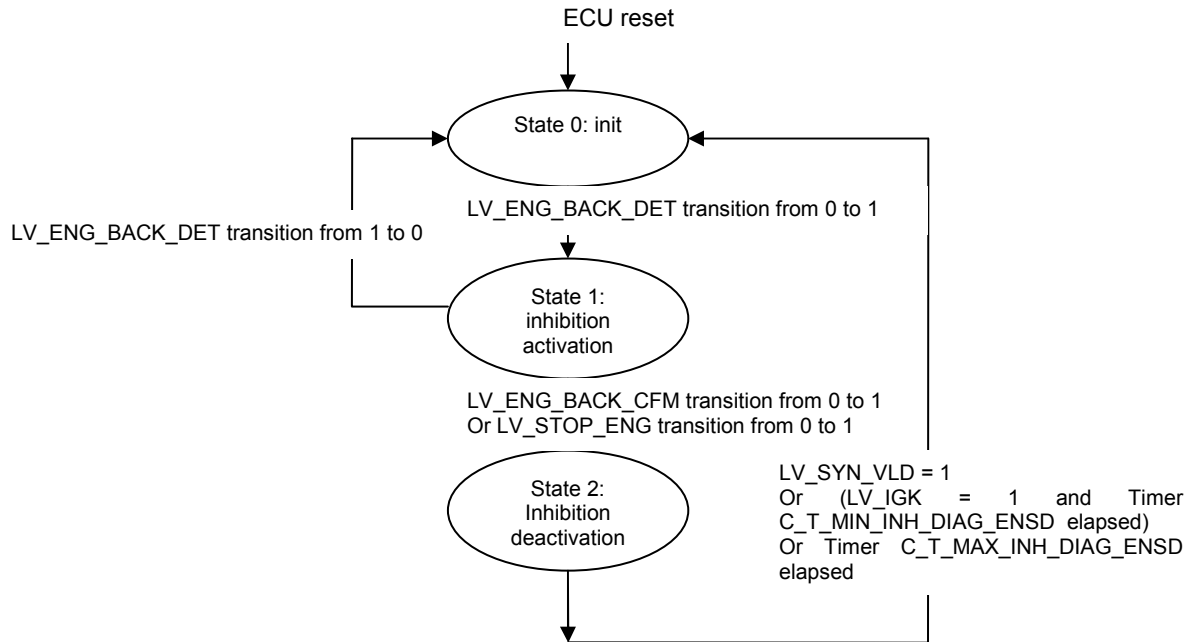 ECU reset
State 0: init
LV_ENG_BACK_DET transition from 0 to 1
LV_ENG_BACK_DET transition from 1 to 0
State 1:
inhibition
activation
LV_ENG_BACK_CFM transition from 0 to 1
Or LV_STOP_ENG transition from 0 to 1
State 2:
Inhibition
deactivation
LV_SYN_VLD = 1
Or (LV_IGK = 1 and Timer
C_T_MIN_INH_DIAG_ENSD elapsed)
Or Timer C_T_MAX_INH_DIAG_ENSD
elapsed